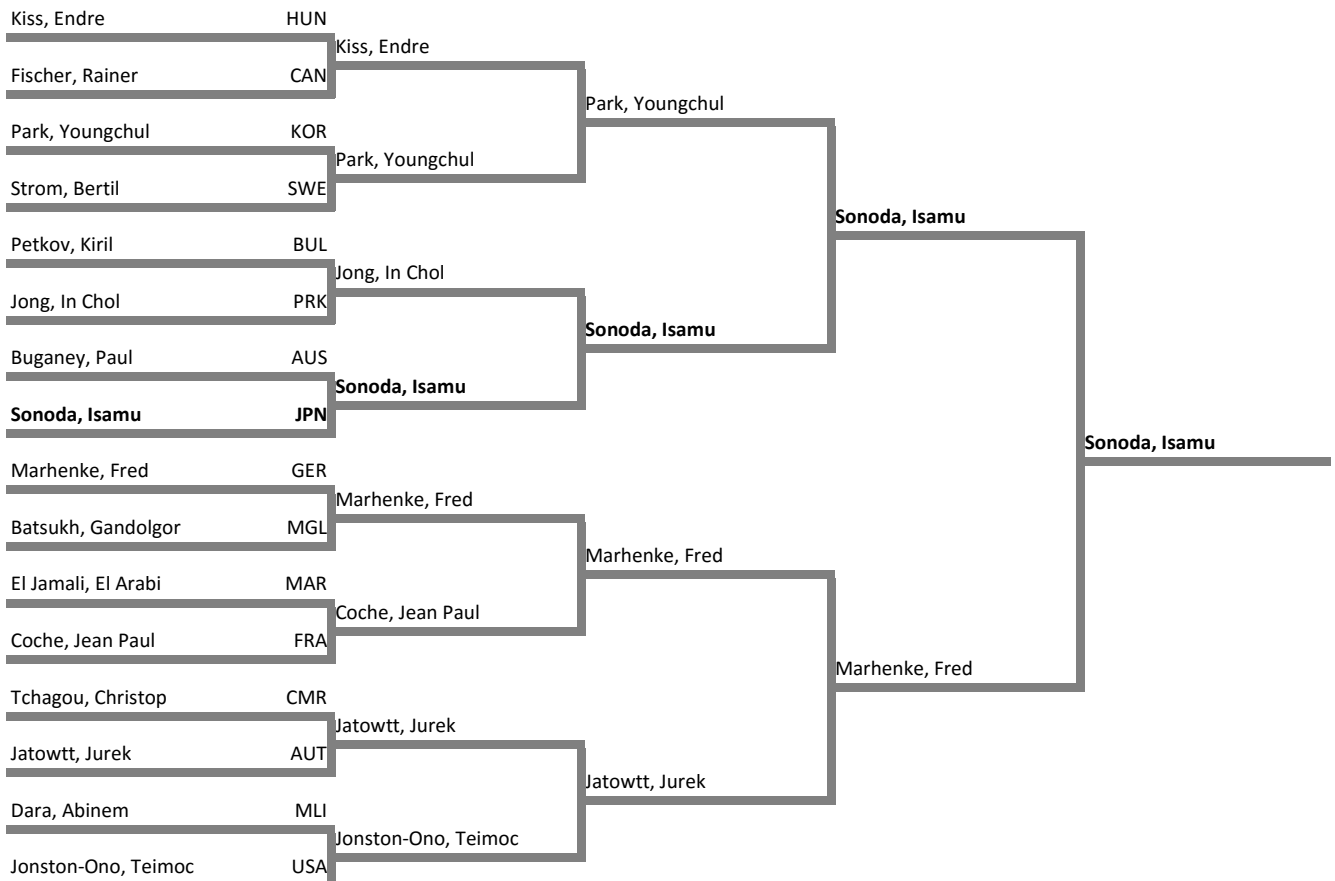 Kiss, Endre HUN
Kiss, Endre
Fischer, Rainer CAN
Park, Youngchul
Park, Youngchul KOR
Park, Youngchul
Strom, Bertil SWE
Sonoda, Isamu
Petkov, Kiril BUL
Jong, In Chol
Jong, In Chol PRK
Sonoda, Isamu
Buganey, Paul AUS
Sonoda, Isamu
Sonoda, Isamu JPN
Sonoda, Isamu
Marhenke, Fred GER
Marhenke, Fred
Batsukh, Gandolgor MGL
Marhenke, Fred
El Jamali, El Arabi MAR
Coche, Jean Paul
Coche, Jean Paul FRA
Marhenke, Fred
Tchagou, Christop CMR
Jatowtt, Jurek
Jatowtt, Jurek AUT
Jatowtt, Jurek
Dara, Abinem MLI
Jonston-Ono, Teimoc
Jonston-Ono, Teimoc USA